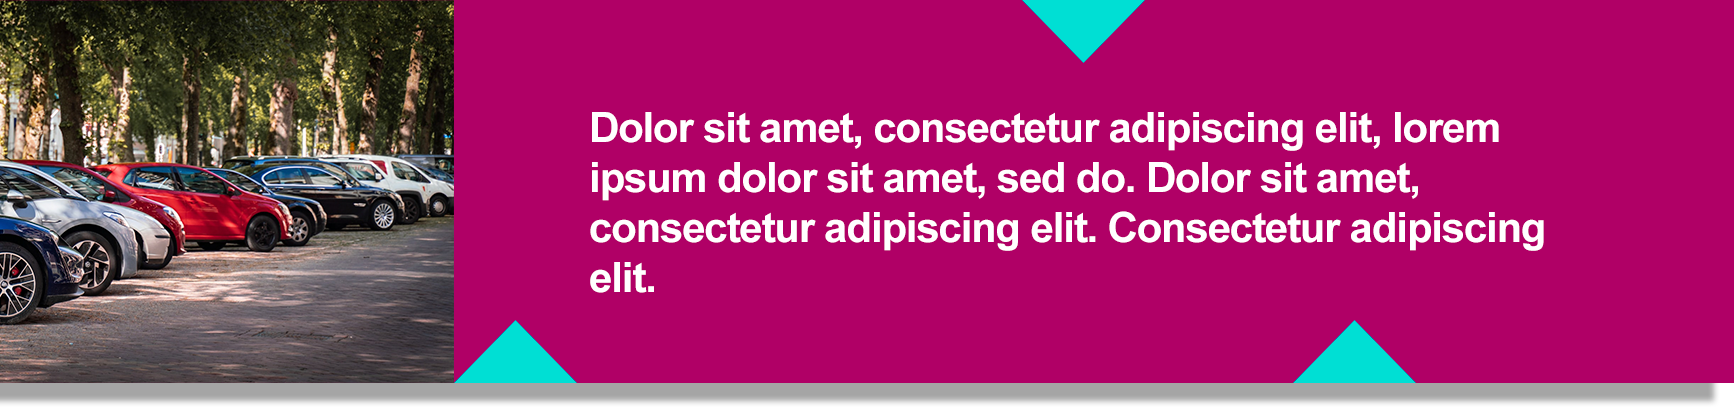 Dolor sit amet, consectetur adipiscing elit, lorem
ipsum dolor sit amet, sed do. Dolor sit amet,
consectetur adipiscing elit. Consectetur adipiscing
elit.